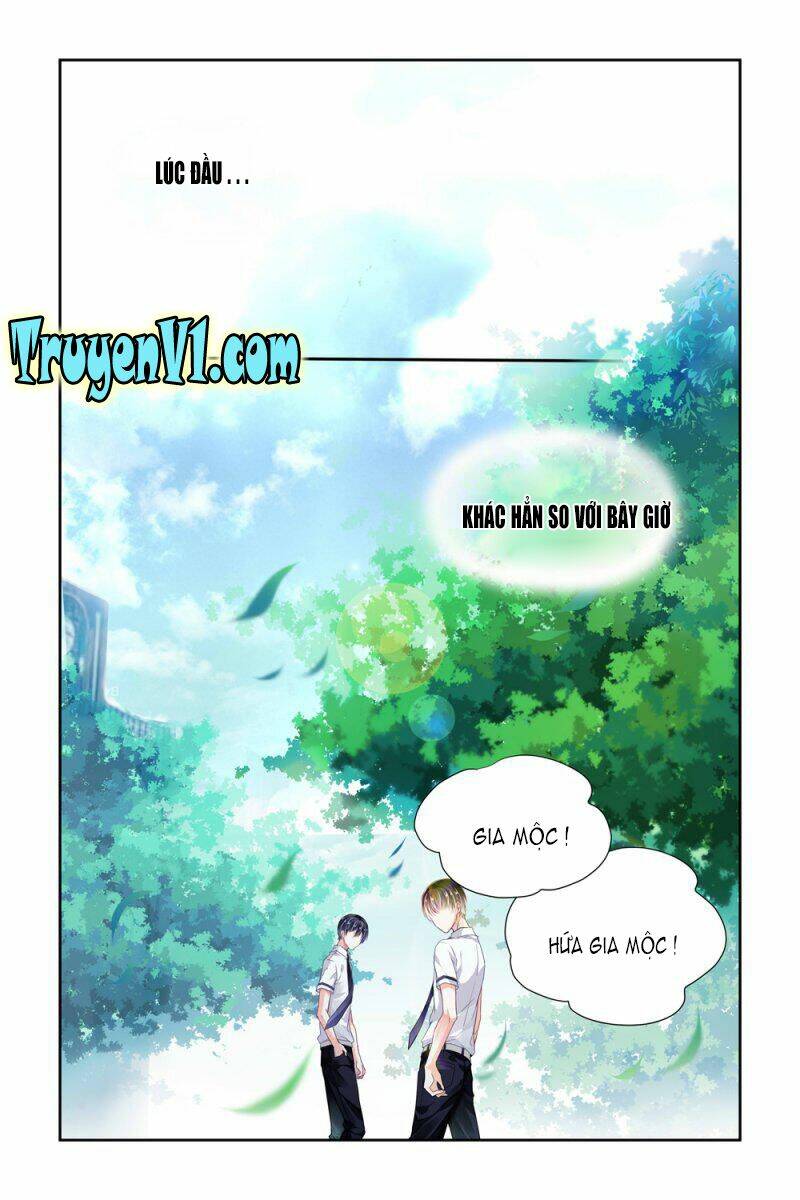 LÚC ĐẦU . . .
TruyenV1.com
KHÁC HẲN SO VỚI BÂY GIỜ
GIA MỘC !
HỨA GIA MỘC !